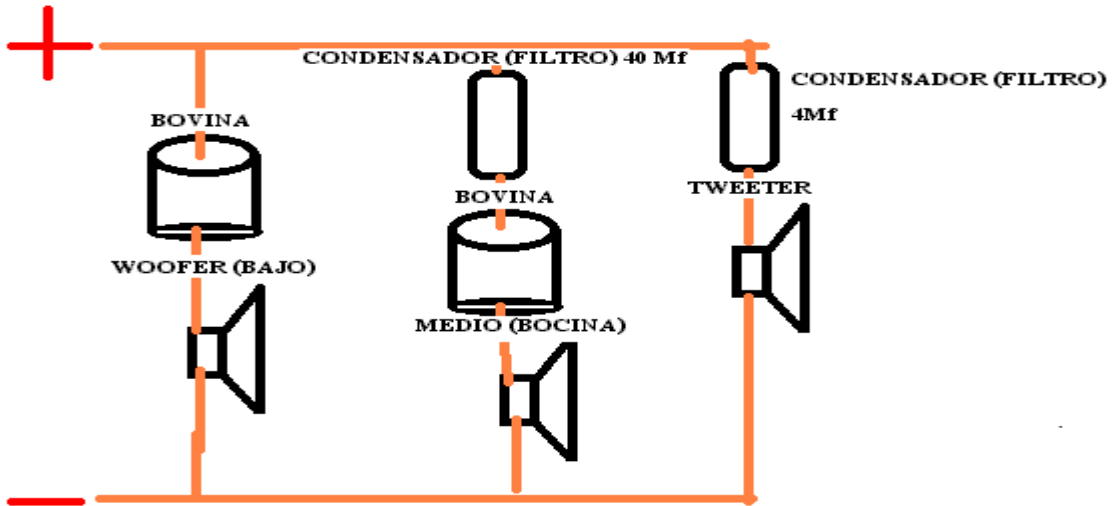 CONDENSADOR (FILTRO) 40 Mf
CONDENSADOR (FILTRO)
4Mf
BOVINA
TWEETER
BOVINA
WOOFER (BAJO)
MEDIO (BOCINA)